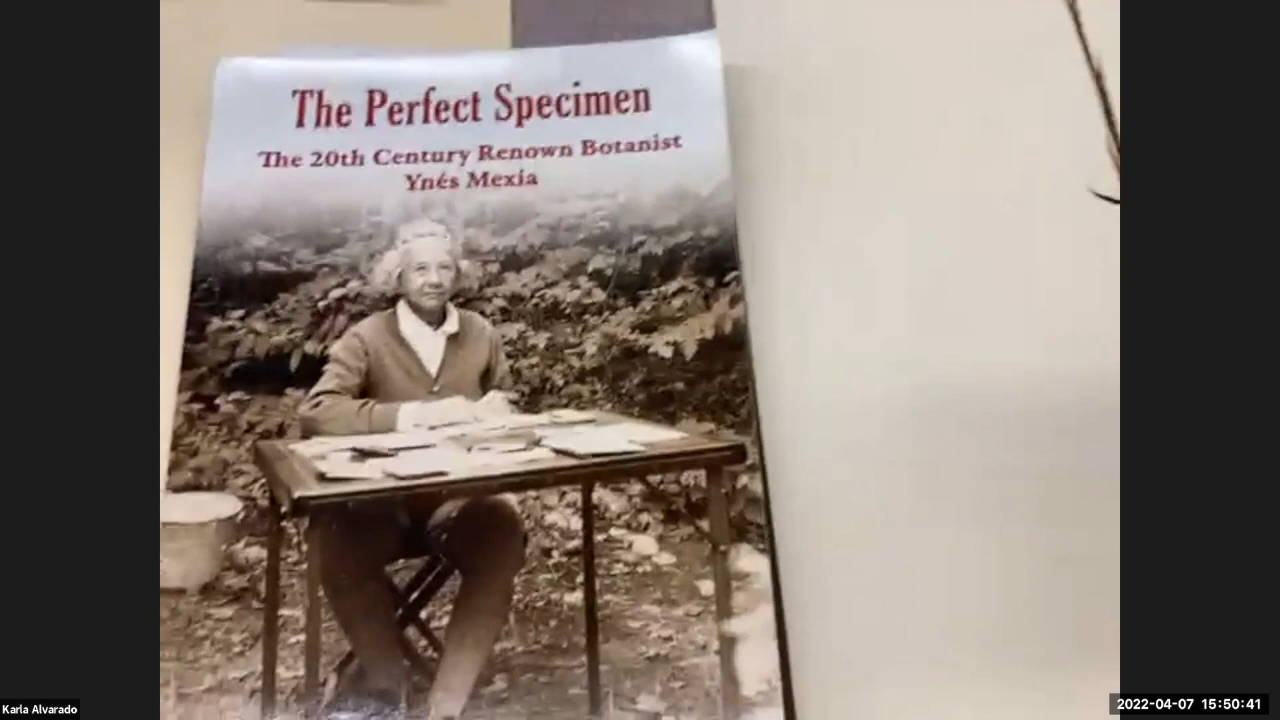 The Perfect Specimen
The 20th Century Renown Botanist
Ynés Mexia
Karla Alvarado
2022-04-07 15:50:41